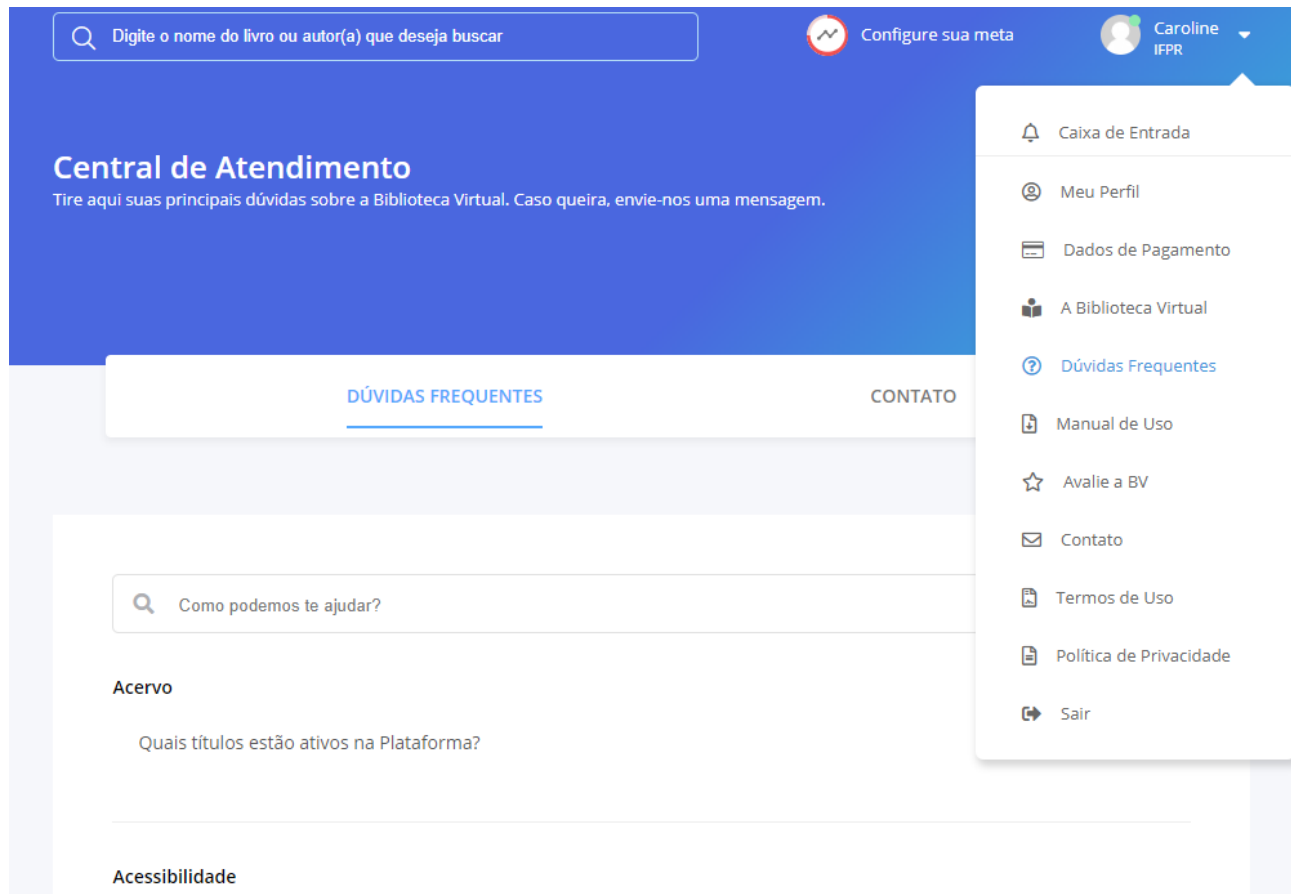 Digite o nome do livro ou autor(a) que deseja buscar
Configure sua meta
Caroline
IFPR
Central de Atendimento
Tire aqui suas principais dúvidas sobre a Biblioteca Virtual. Caso queira, envie-nos uma mensagem.
Caixa de Entrada
Meu Perfil
Dados de Pagamento
A Biblioteca Virtual
Dúvidas Frequentes
Manual de Uso
Avalie a BV
Contato
Termos de Uso
Política de Privacidade
Sair
DÚVIDAS FREQUENTES
CONTATO
Como podemos te ajudar?
Acervo
Quais títulos estão ativos na Plataforma?
Acessibilidade